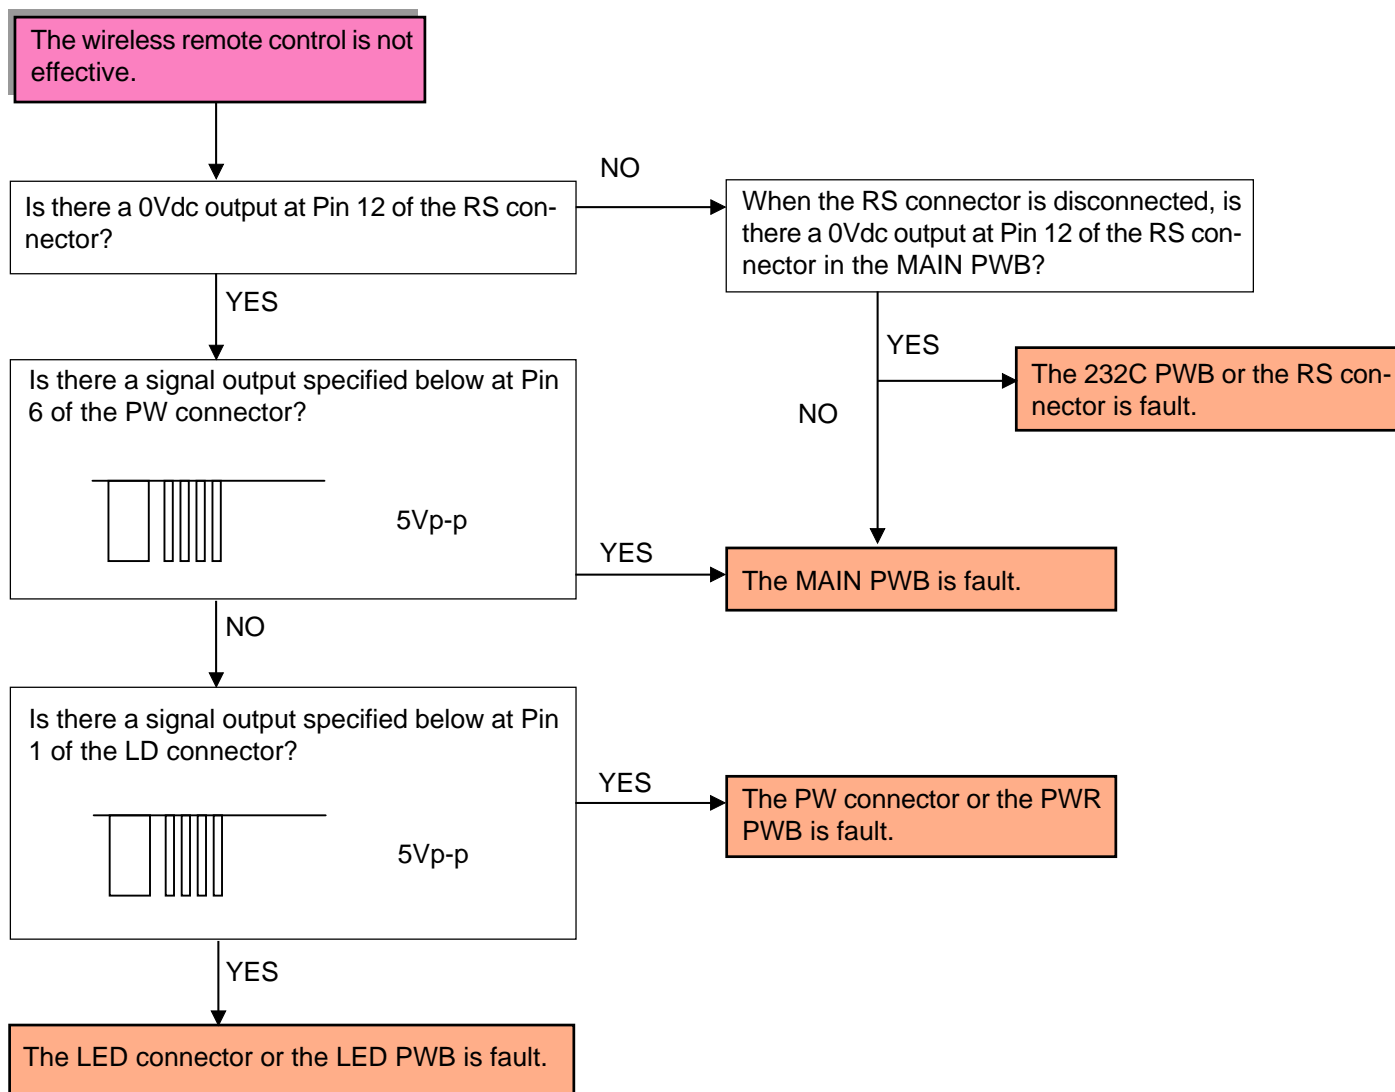 The wireless remote control is not
effective.
NO
Is there a 0Vdc output at Pin 12 of the RS con-
nector?
When the RS connector is disconnected, is
there a 0Vdc output at Pin 12 of the RS con-
nector in the MAIN PWB?
YES
YES
Is there a signal output specified below at Pin
6 of the PW connector?
The 232C PWB or the RS con-
nector is fault.
NO
5Vp-p
YES
The MAIN PWB is fault.
NO
Is there a signal output specified below at Pin
1 of the LD connector?
YES
The PW connector or the PWR
PWB is fault.
5Vp-p
YES
The LED connector or the LED PWB is fault.